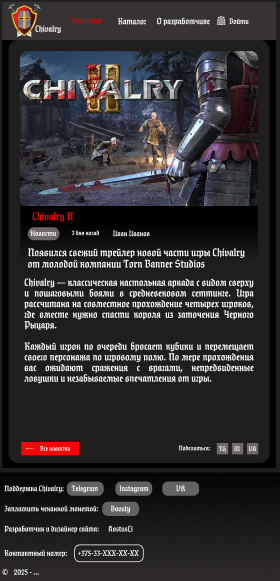 Chivalry
Новости
Каталог
О разработчике
Войти
CHIVALRY
II
Chivalry II
Новости
3 дня назад
Иван Иванов
Появился свежий трейлер новой части игры Chivalry
от молодой компании Torn Banner Studios
Chivalry — классическая настольная аркада с видом сверху
и пошаговыми боями в средневековом сеттинге. Игра
рассчитана на совместное прохождение четырех игроков,
где вместе нужно спасти короля из заточения Черного
Рыцаря.
Каждый игрок по очереди бросает кубики и перемещает
своего персонажа по игровому полю. По мере прохождения
вас ожидают сражения с врагами, непредвиденные
ловушки и незабываемые впечатления от игры.
← Все новости
Поделиться:
TG
IN
VK
Поддержка Chivalry:
Telegram
Instagram
VK
Заплатить чеканной монетой:
Boosty
Разработчик и дизайнер сайта:
RostusCi
Контактный номер:
+375-33-XXX-XX-XX
© 2025 - ...